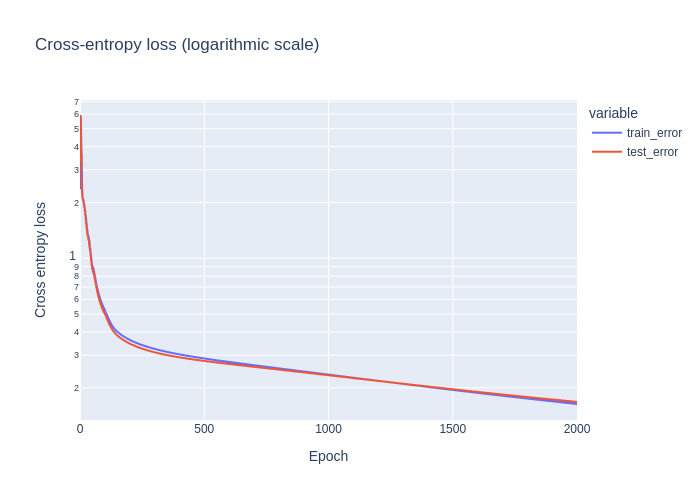 Cross-entropy loss (logarithmic scale)
variable
train_error
test_error
Cross entropy loss
7
6
5
4
3
2
1
9
8
7
6
5
4
3
2
0 500 1000 1500 2000
Epoch